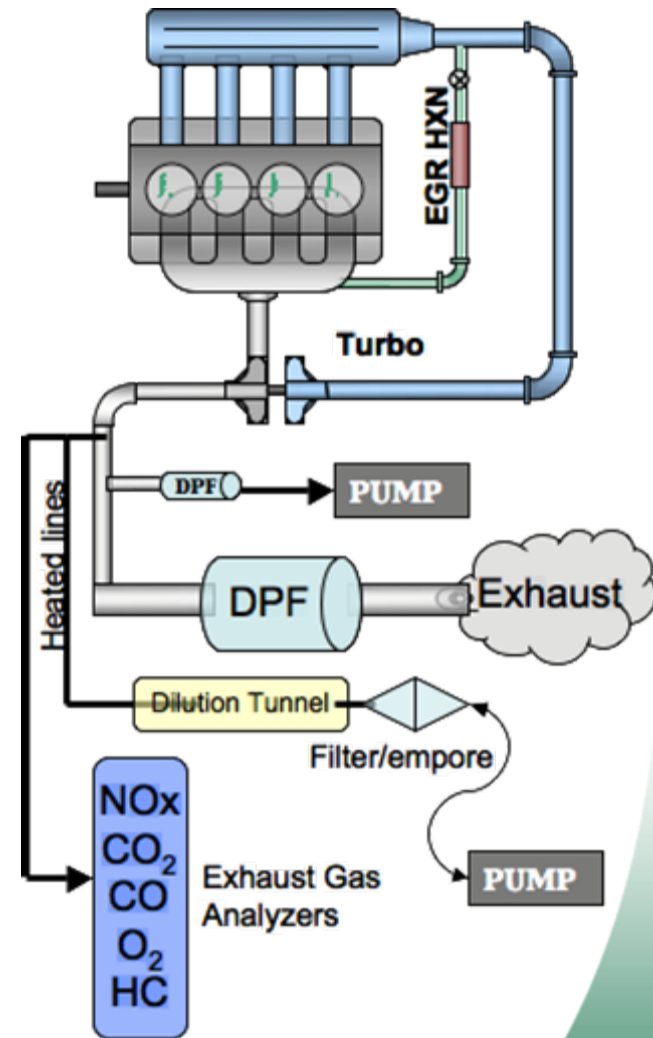 EGR HXN
Turbo
DPF
PUMP
Heated lines
DPF
Exhaust
Dilution Tunnel
Filter/empore
PUMP
NOx
CO₂
CO
O₂
HC
Exhaust Gas
Analyzers